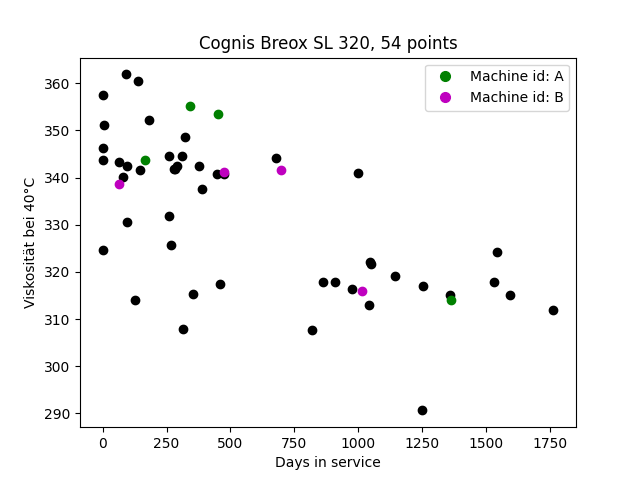 Cognis Breox SL 320, 54 points
Machine id: A
Machine id: B
360
350
340
330
320
310
300
290
Viskosität bei 40°C
0 250 500 750 1000 1250 1500 1750
Days in service